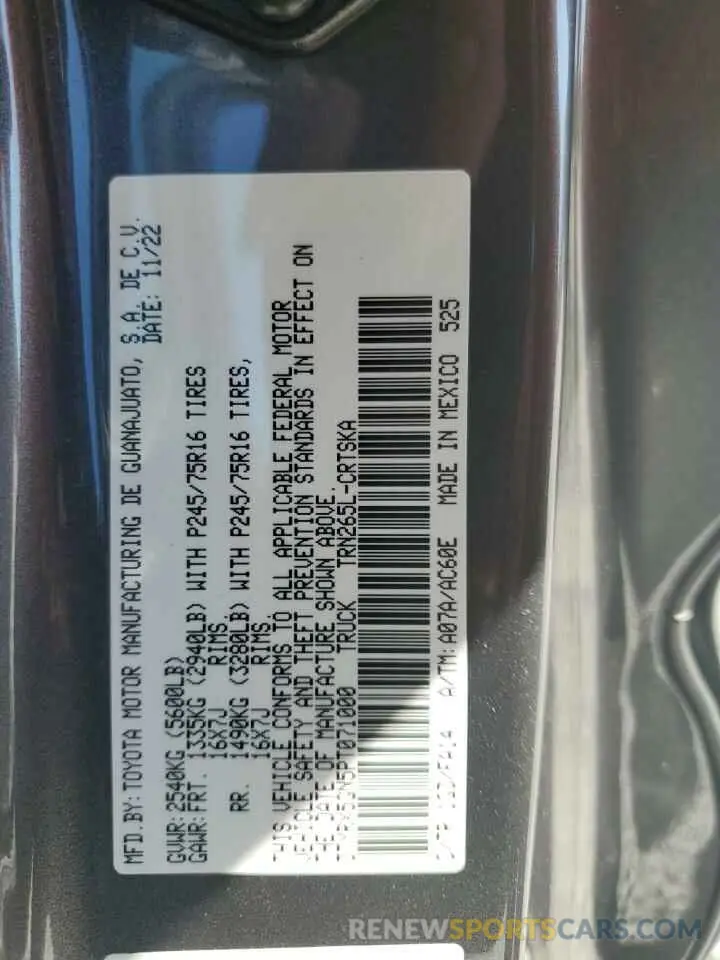 MFD.BY: TOYOTA MOTOR MANUFACTURING DE GUANAJUATO, S.A. DE C.V.
DATE: 11/22
GVWR: 2540KG (5600LB)
GAWR: FRT. 1335KG (2940LB) WITH P245/75R16 TIRES
16X7J RIMS,
RR. 1490KG (3280LB) WITH P245/75R16 TIRES,
16X7J RIMS.
THIS VEHICLE CONFORMS TO ALL APPLICABLE FEDERAL MOTOR
VEHICLE SAFETY AND THEFT PREVENTION STANDARDS IN EFFECT ON
THE DATE OF MANUFACTURE SHOWN ABOVE.
TRUCK TRN265L-CRTSKA
A/TM: A07A/AC60E MADE IN MEXICO 525
RENEWSPORTSCARS.COM